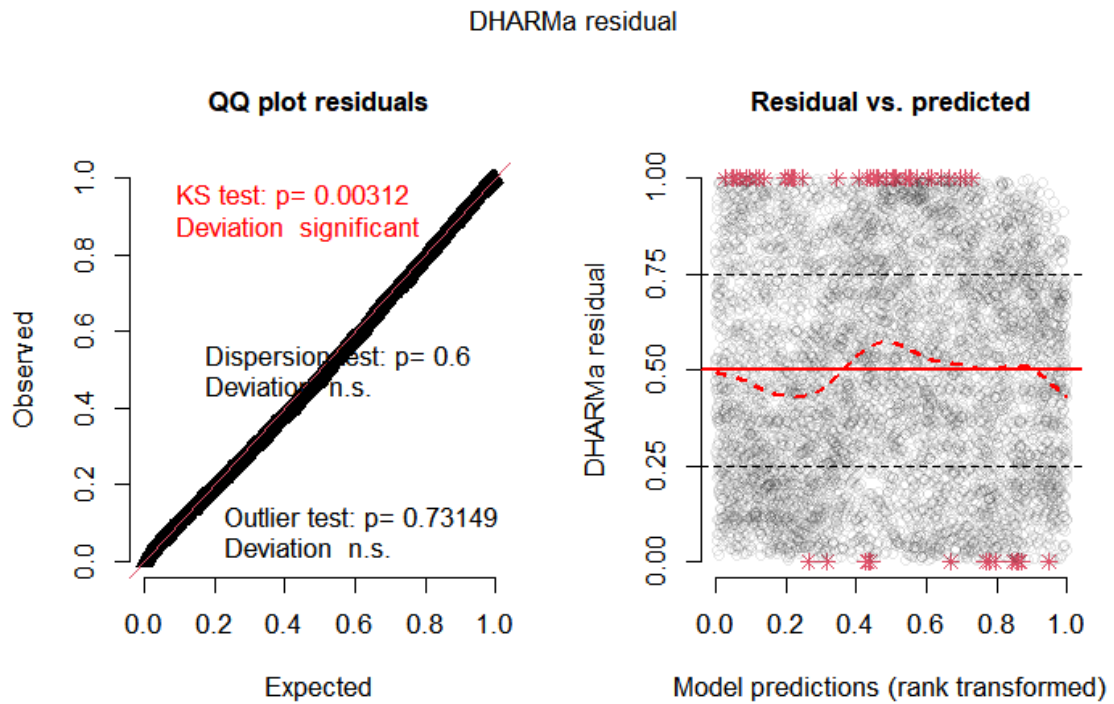 DHARMa residual
QQ plot residuals
KS test: p= 0.00312
Deviation significant
Dispersion test: p= 0.6
Deviation n.s.
Outlier test: p= 0.73149
Deviation n.s.
Observed
0.0 0.2 0.4 0.6 0.8 1.0
0.0 0.2 0.4 0.6 0.8 1.0
Expected
Residual vs. predicted
DHARMa residual
0.00 0.25 0.50 0.75 1.00
0.0 0.2 0.4 0.6 0.8 1.0
Model predictions (rank transformed)